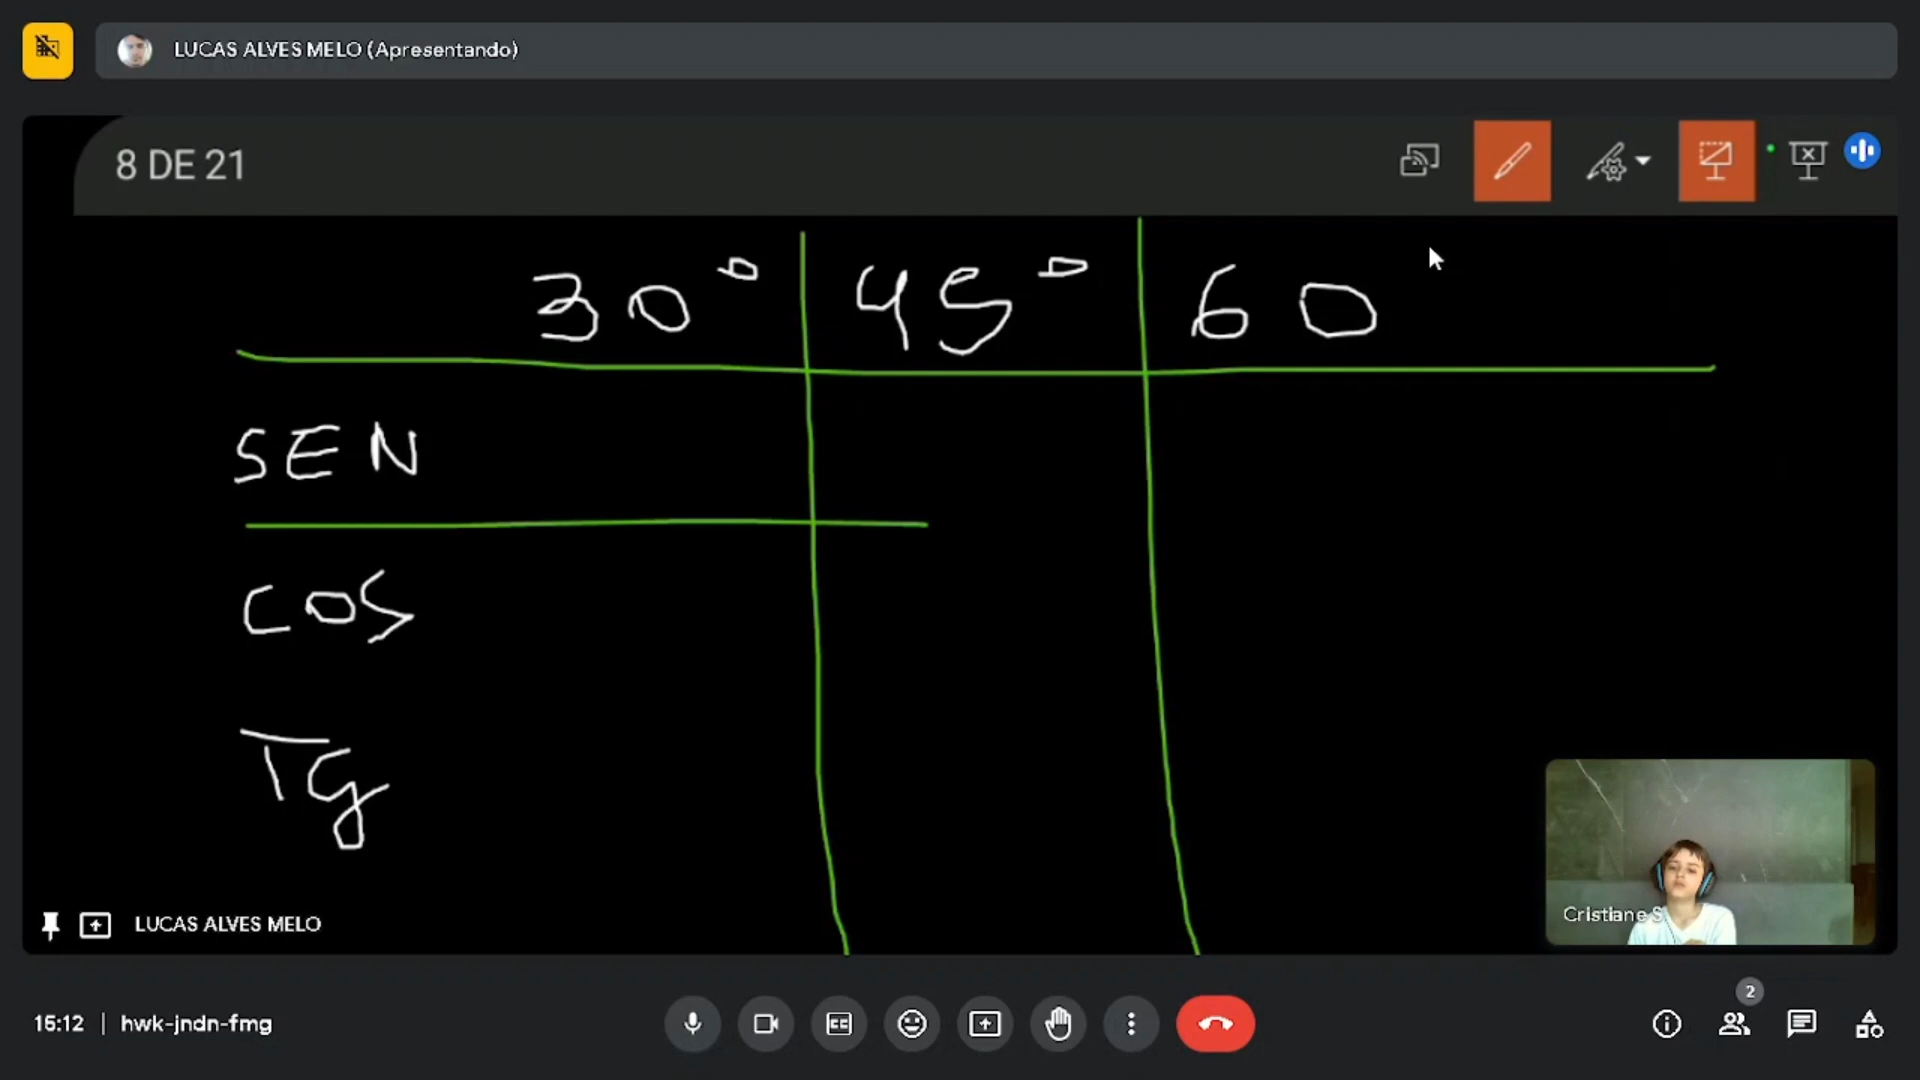 LUCAS ALVES MELO (Apresentando)
8 DE 21
30° 45° 60
SEN
COS
Tg
LUCAS ALVES MELO
Cristiane S
15:12 | hwk-jndn-fmg
2